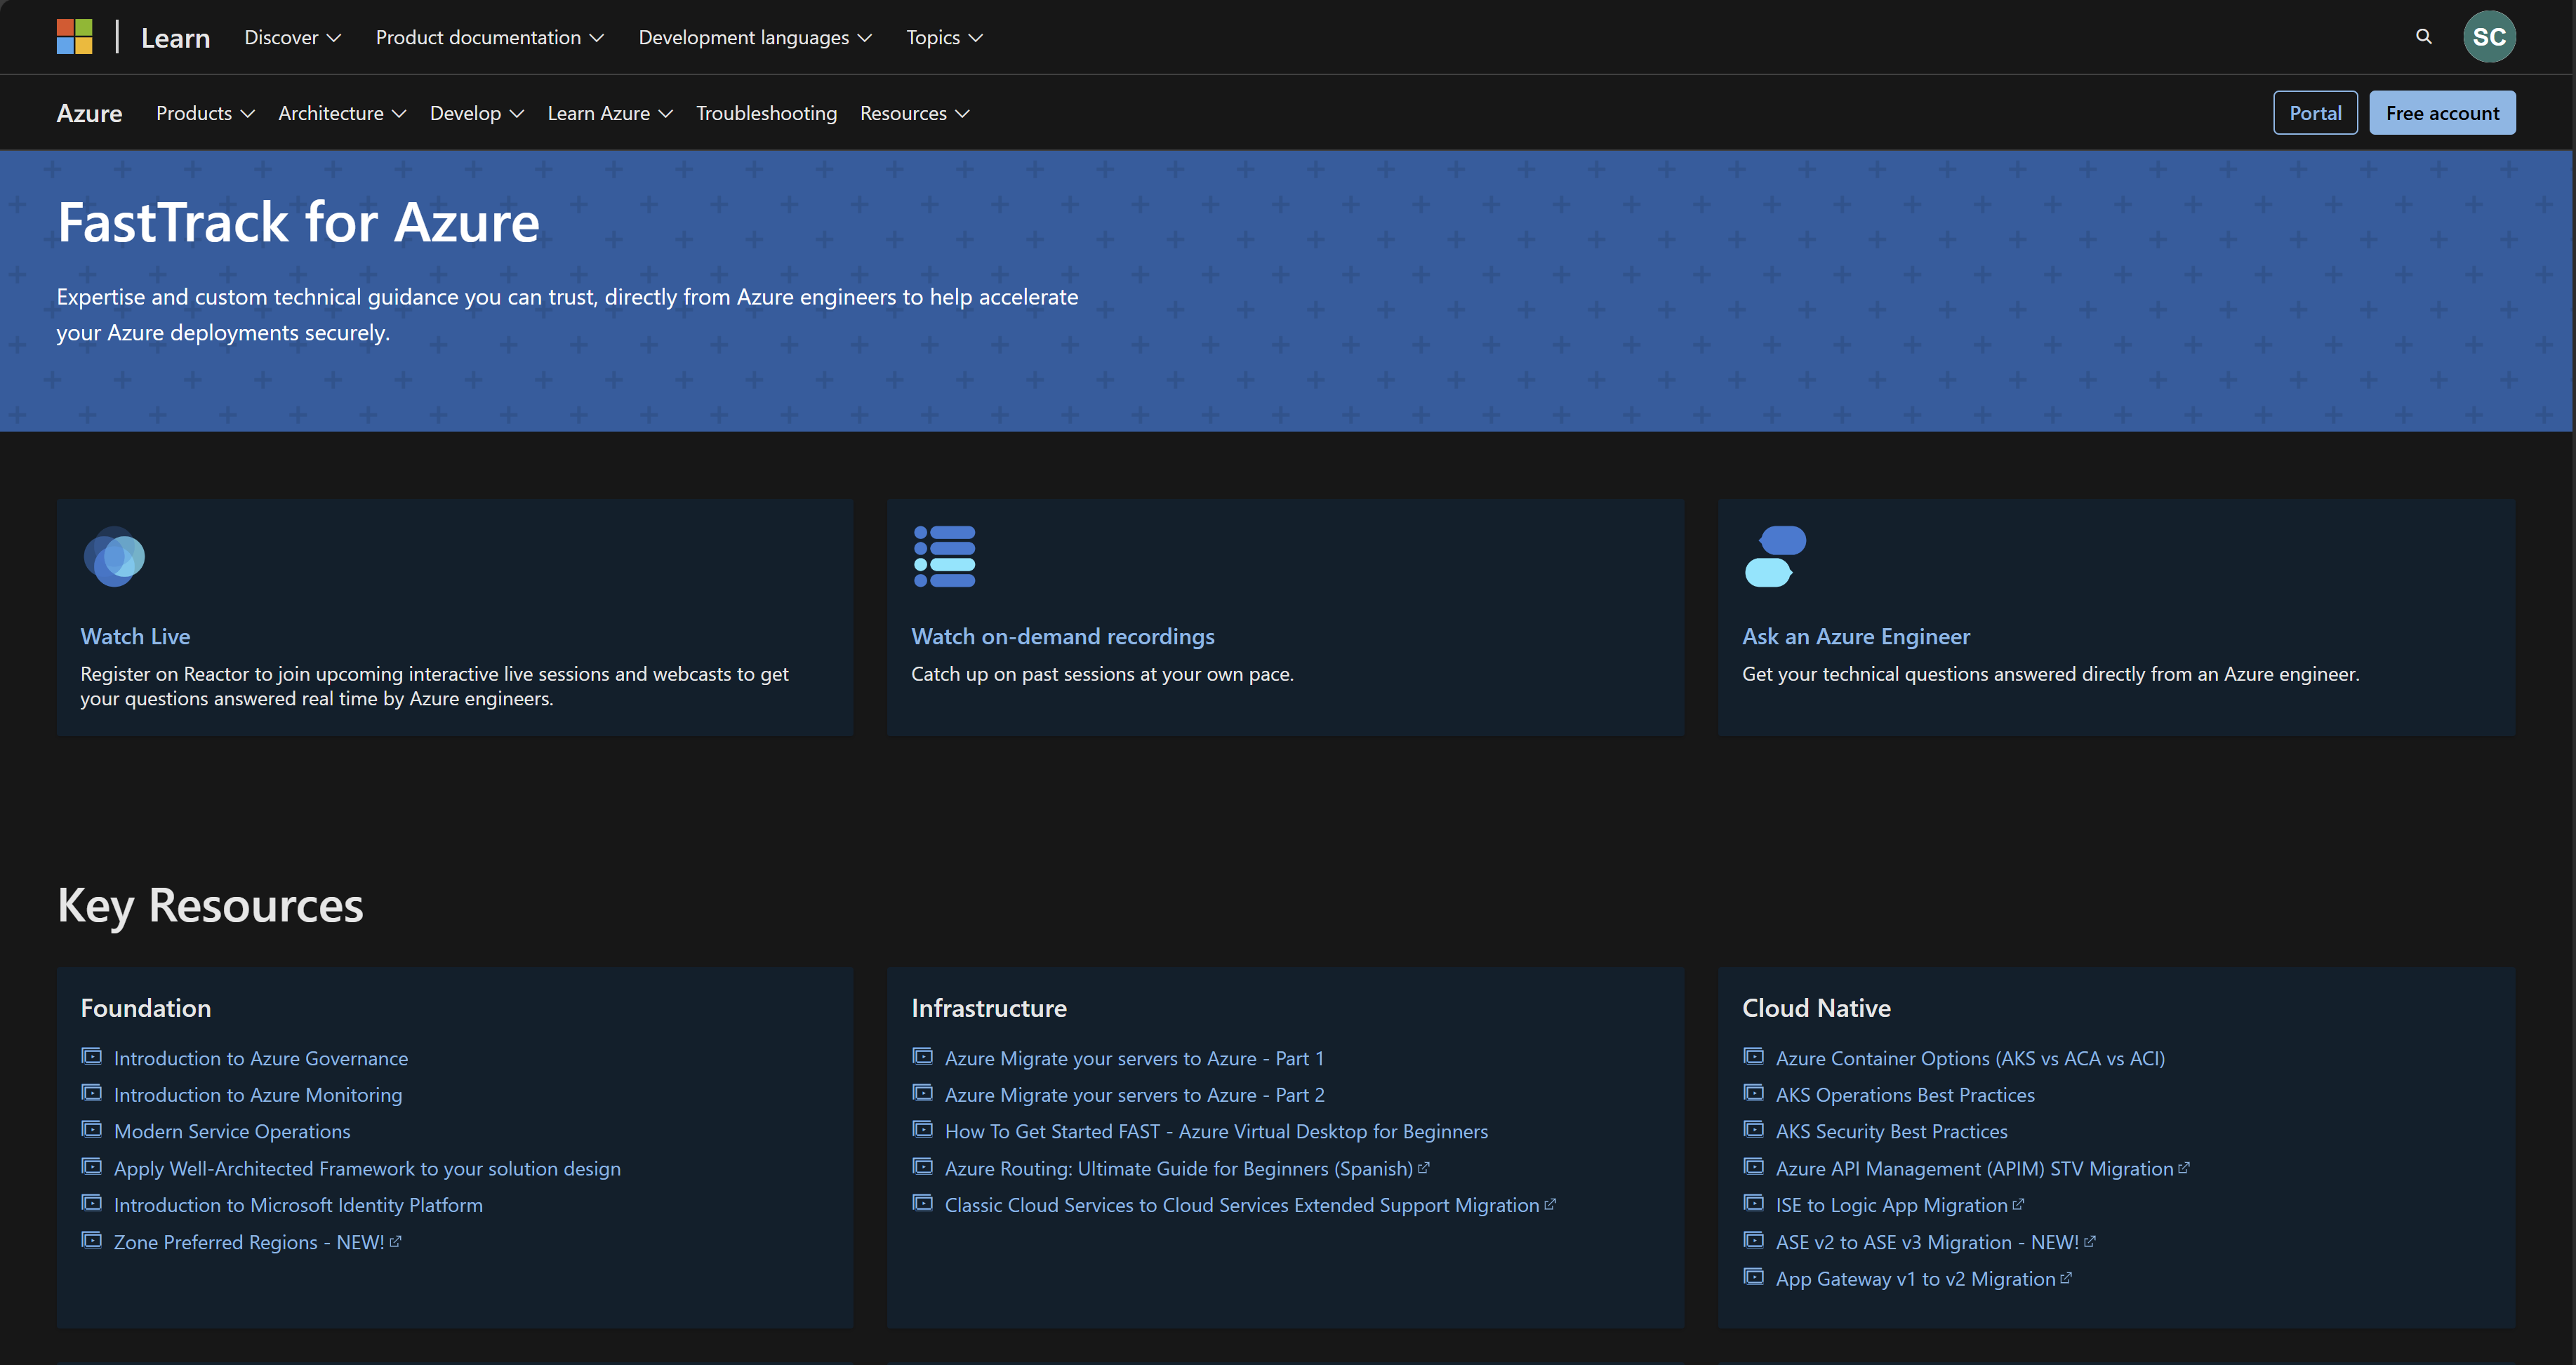 Learn
Discover
Product documentation
Development languages
Topics
SC
Azure
Products
Architecture
Develop
Learn Azure
Troubleshooting
Resources
Portal
Free account
FastTrack for Azure
Expertise and custom technical guidance you can trust, directly from Azure engineers to help accelerate
your Azure deployments securely.
Watch Live
Register on Reactor to join upcoming interactive live sessions and webcasts to get
your questions answered real time by Azure engineers.
Watch on-demand recordings
Catch up on past sessions at your own pace.
Ask an Azure Engineer
Get your technical questions answered directly from an Azure engineer.
Key Resources
Foundation
Introduction to Azure Governance
Introduction to Azure Monitoring
Modern Service Operations
Apply Well-Architected Framework to your solution design
Introduction to Microsoft Identity Platform
Zone Preferred Regions - NEW!
Infrastructure
Azure Migrate your servers to Azure - Part 1
Azure Migrate your servers to Azure - Part 2
How To Get Started FAST - Azure Virtual Desktop for Beginners
Azure Routing: Ultimate Guide for Beginners (Spanish)
Classic Cloud Services to Cloud Services Extended Support Migration
Cloud Native
Azure Container Options (AKS vs ACA vs ACI)
AKS Operations Best Practices
AKS Security Best Practices
Azure API Management (APIM) STV Migration
ISE to Logic App Migration
ASE v2 to ASE v3 Migration - NEW!
App Gateway v1 to v2 Migration